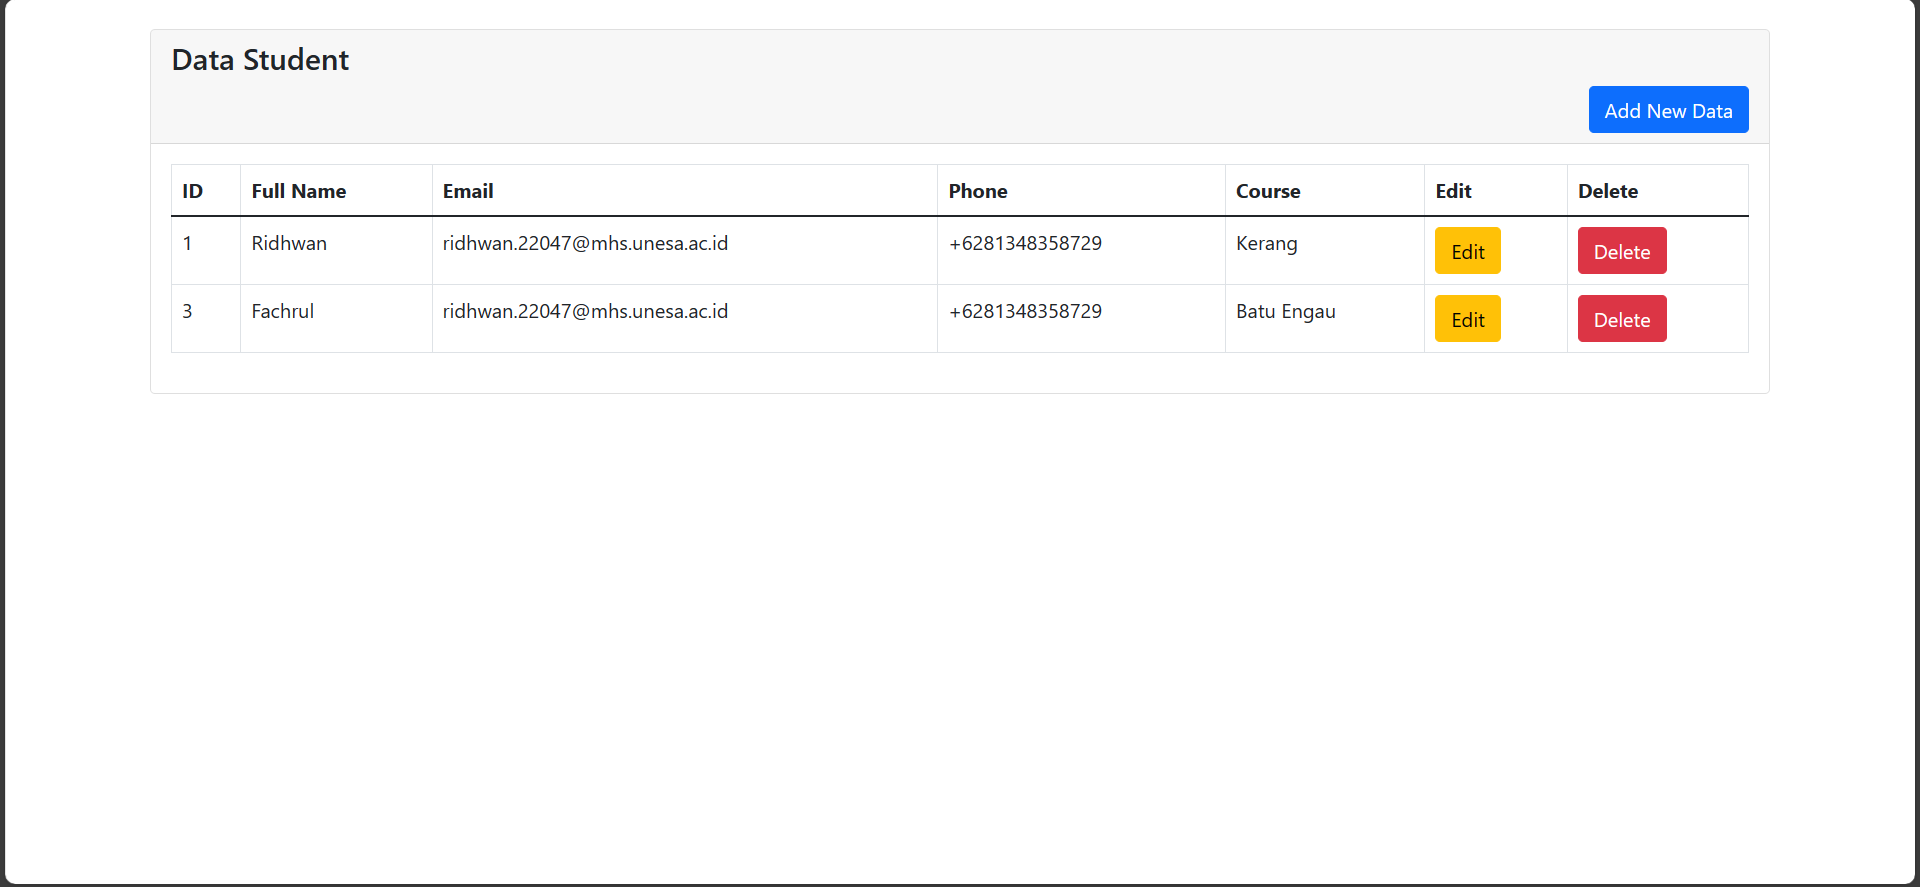 Data Student
Add New Data
ID Full Name Email Phone Course Edit Delete
1 Ridhwan ridhwan.22047@mhs.unesa.ac.id +6281348358729 Kerang Edit Delete
3 Fachrul ridhwan.22047@mhs.unesa.ac.id +6281348358729 Batu Engau Edit Delete